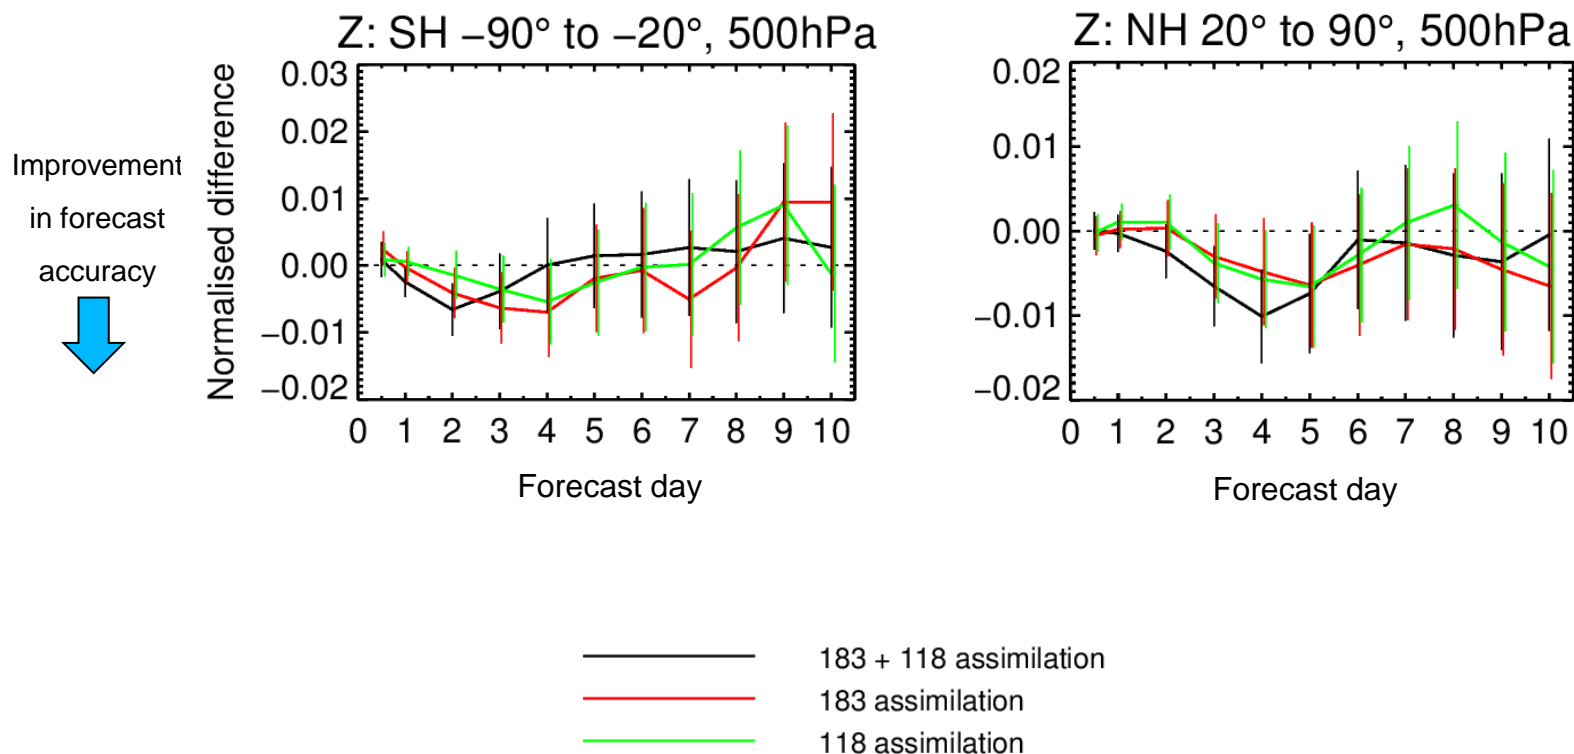 Z: SH −90° to −20°, 500hPa
Z: NH 20° to 90°, 500hPa
Improvement
in forecast
accuracy
Normalised difference
0.03
0.02
0.01
0.00
−0.01
−0.02
0 1 2 3 4 5 6 7 8 9 10
Forecast day
0.02
0.01
0.00
−0.01
−0.02
0 1 2 3 4 5 6 7 8 9 10
Forecast day
183 + 118 assimilation
183 assimilation
118 assimilation